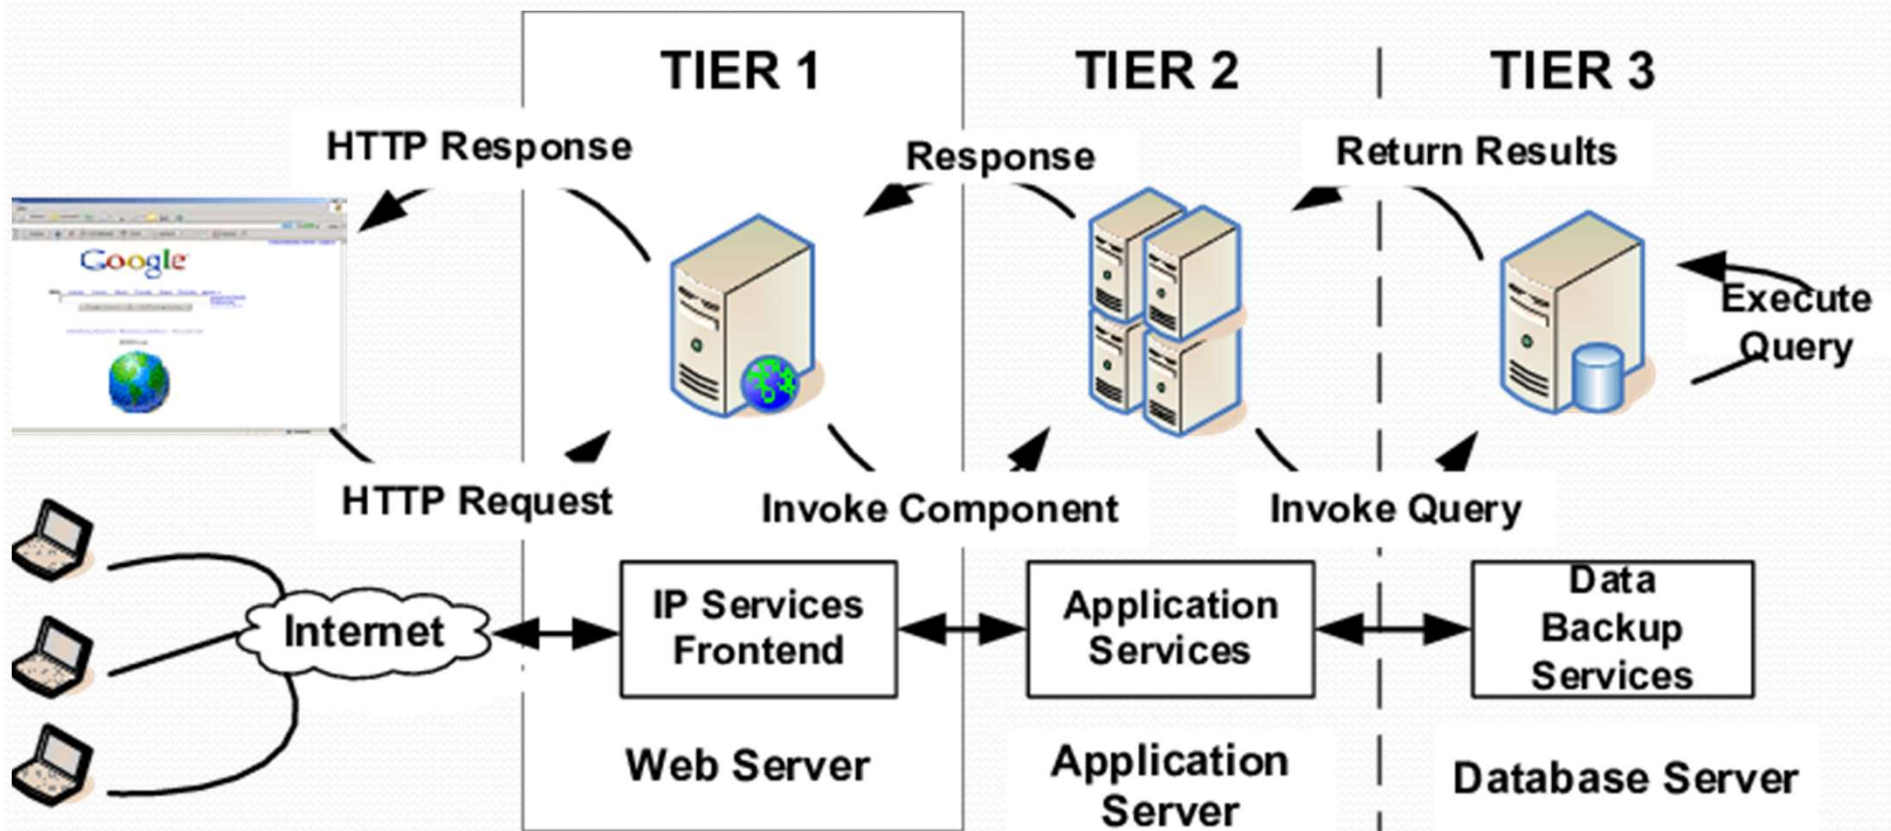 TIER 1
TIER 2
TIER 3
HTTP Response
Response
Return Results
Google
Execute
Query
HTTP Request
Invoke Component
Invoke Query
Internet
IP Services
Frontend
Application
Services
Data
Backup
Services
Web Server
Application
Server
Database Server